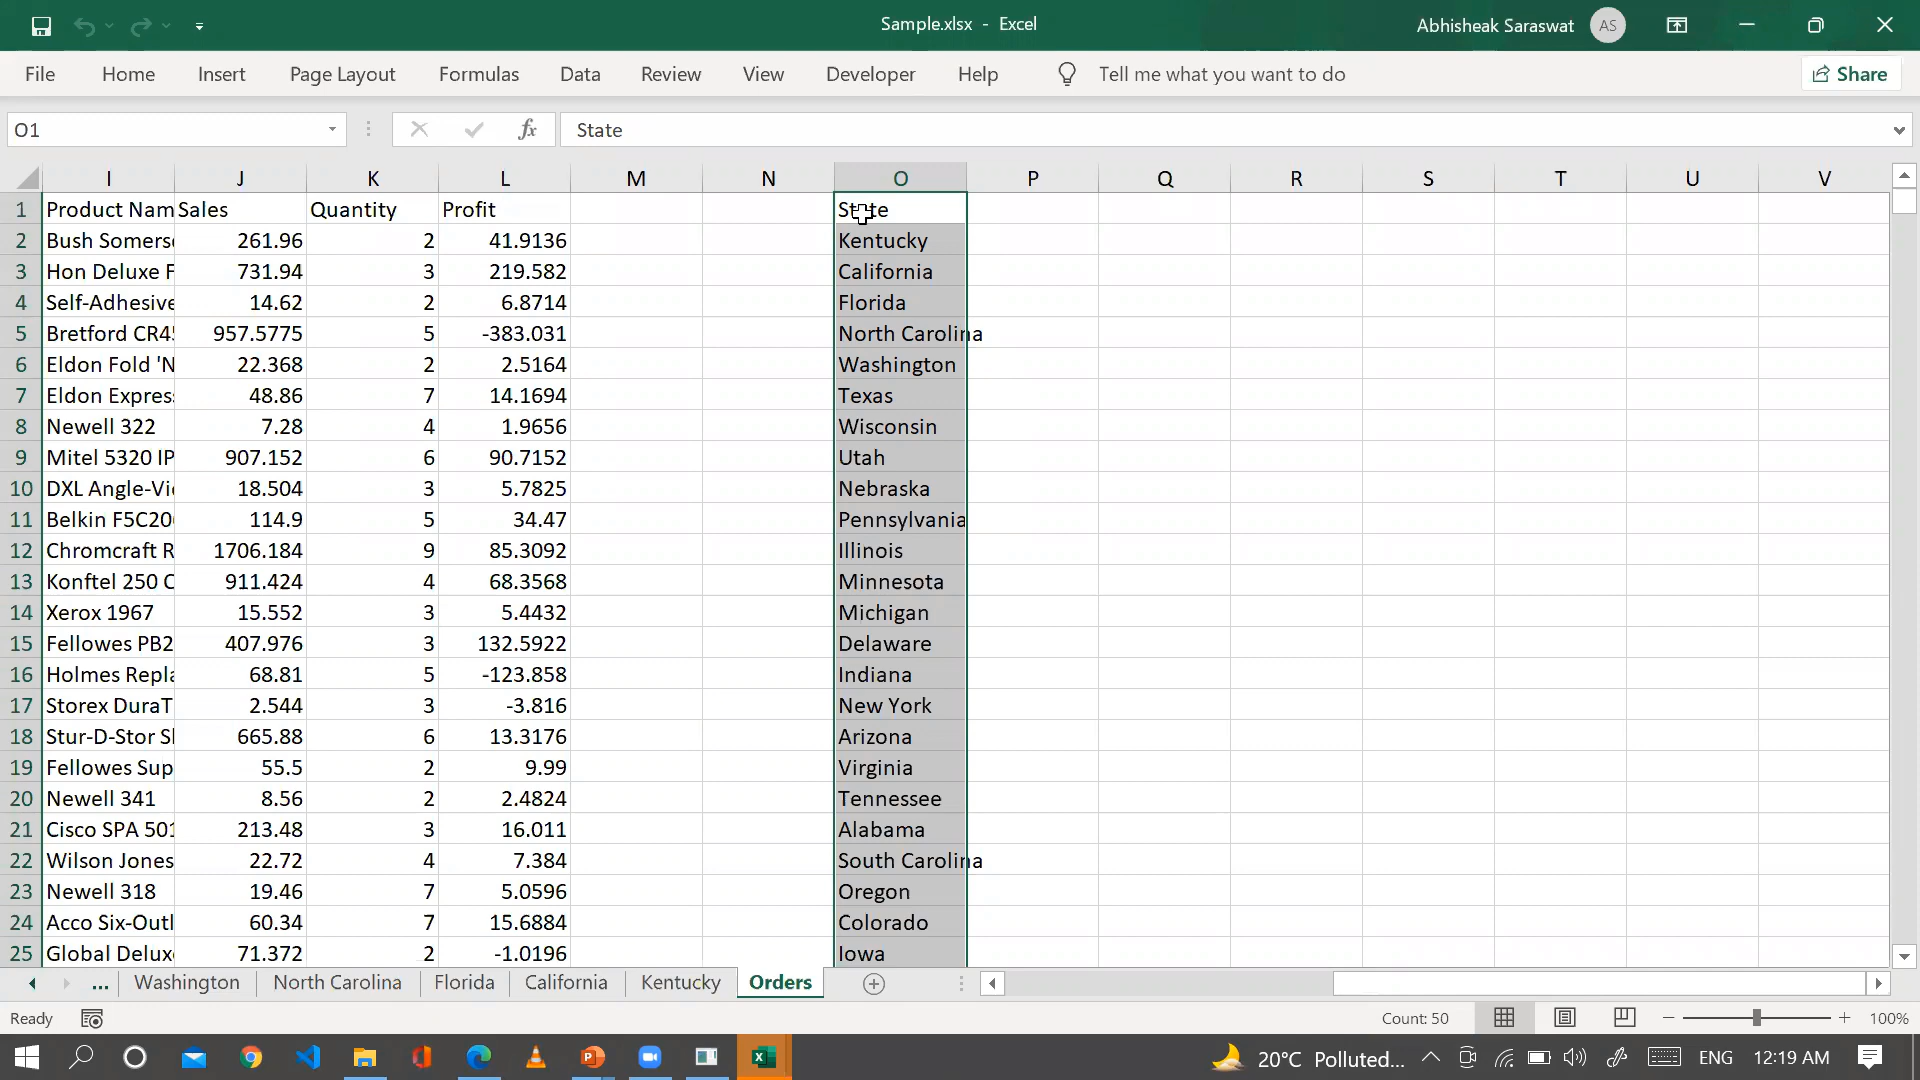 Sample.xlsx - Excel
Abhisheak Saraswat AS
File Home Insert Page Layout Formulas Data Review View Developer Help Tell me what you want to do Share
O1 fx State
I J K L M N O P Q R S T U V
1 Product Nam Sales Quantity Profit State
2 Bush Somers 261.96 2 41.9136 Kentucky
3 Hon Deluxe F 731.94 3 219.582 California
4 Self-Adhesive 14.62 2 6.8714 Florida
5 Bretford CR4 957.5775 5 -383.031 North Carolina
6 Eldon Fold 'N 22.368 2 2.5164 Washington
7 Eldon Expres 48.86 7 14.1694 Texas
8 Newell 322 7.28 4 1.9656 Wisconsin
9 Mitel 5320 IP 907.152 6 90.7152 Utah
10 DXL Angle-Vi 18.504 3 5.7825 Nebraska
11 Belkin F5C20 114.9 5 34.47 Pennsylvania
12 Chromcraft R 1706.184 9 85.3092 Illinois
13 Konftel 250 C 911.424 4 68.3568 Minnesota
14 Xerox 1967 15.552 3 5.4432 Michigan
15 Fellowes PB2 407.976 3 132.5922 Delaware
16 Holmes Repl 68.81 5 -123.858 Indiana
17 Storex DuraT 2.544 3 -3.816 New York
18 Stur-D-Stor S 665.88 6 13.3176 Arizona
19 Fellowes Sup 55.5 2 9.99 Virginia
20 Newell 341 8.56 2 2.4824 Tennessee
21 Cisco SPA 501 213.48 3 16.011 Alabama
22 Wilson Jones 22.72 4 7.384 South Carolina
23 Newell 318 19.46 7 5.0596 Oregon
24 Acco Six-Outl 60.34 7 15.6884 Colorado
25 Global Delux 71.372 2 -1.0196 Iowa
... Washington North Carolina Florida California Kentucky Orders
Ready Count: 50 100%
20°C Polluted... ENG 12:19 AM